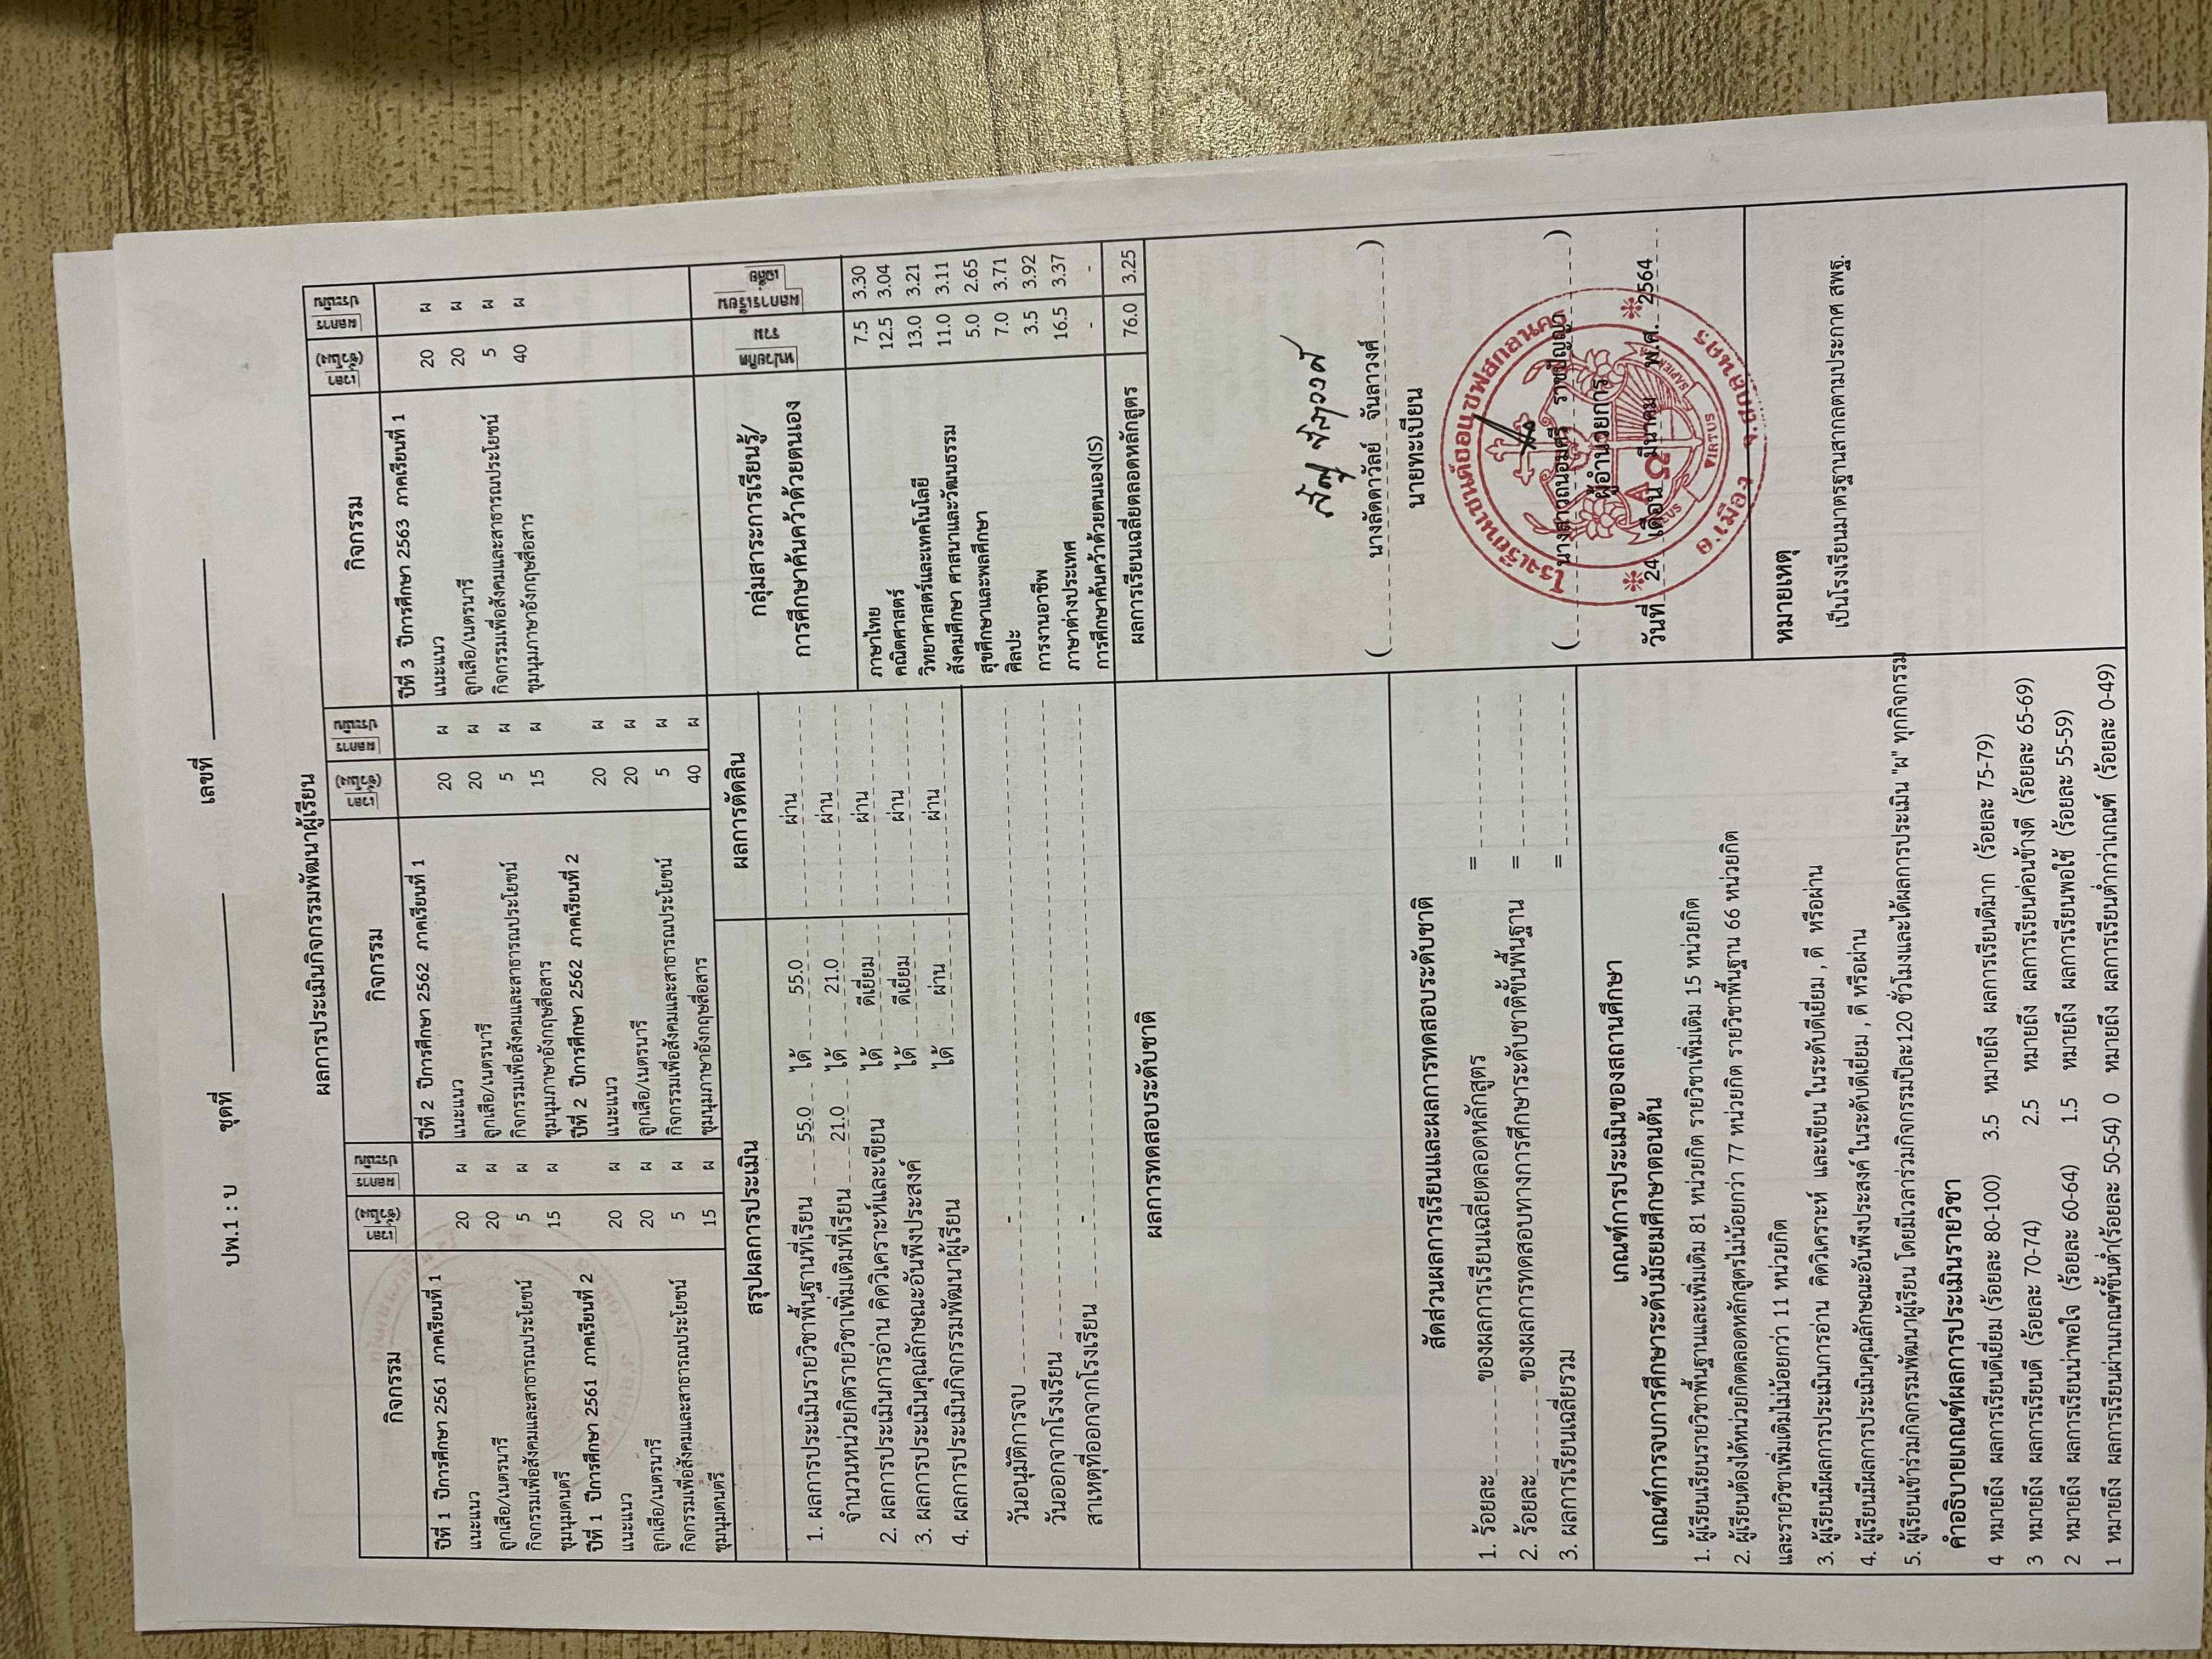 ปพ.1 : บ ชุดที่ เลขที่
ผลการประเมินกิจกรรมพัฒนาผู้เรียน
กิจกรรม เวลา (ชั่วโมง) ผลการประเมิน กิจกรรม เวลา (ชั่วโมง) ผลการประเมิน กิจกรรม เวลา (ชั่วโมง) ผลการประเมิน
ปีที่ 1 ปีการศึกษา 2561 ภาคเรียนที่ 1 ปีที่ 2 ปีการศึกษา 2562 ภาคเรียนที่ 1 ปีที่ 3 ปีการศึกษา 2563 ภาคเรียนที่ 1
แนะแนว 20 ผ แนะแนว 20 ผ แนะแนว 20 ผ
ลูกเสือ/เนตรนารี 20 ผ ลูกเสือ/เนตรนารี 20 ผ ลูกเสือ/เนตรนารี 20 ผ
กิจกรรมเพื่อสังคมและสาธารณประโยชน์ 5 ผ กิจกรรมเพื่อสังคมและสาธารณประโยชน์ 5 ผ กิจกรรมเพื่อสังคมและสาธารณประโยชน์ 5 ผ
ชุมนุมดนตรี 15 ผ ชุมนุมภาษาอังกฤษสื่อสาร 15 ผ ชุมนุมภาษาอังกฤษสื่อสาร 40 ผ
ปีที่ 1 ปีการศึกษา 2561 ภาคเรียนที่ 2 ปีที่ 2 ปีการศึกษา 2562 ภาคเรียนที่ 2
แนะแนว 20 ผ แนะแนว 20 ผ
ลูกเสือ/เนตรนารี 20 ผ ลูกเสือ/เนตรนารี 20 ผ
กิจกรรมเพื่อสังคมและสาธารณประโยชน์ 5 ผ กิจกรรมเพื่อสังคมและสาธารณประโยชน์ 5 ผ
ชุมนุมดนตรี 15 ผ ชุมนุมภาษาอังกฤษสื่อสาร 40 ผ
สรุปผลการประเมิน ผลการตัดสิน
1. ผลการประเมินรายวิชาพื้นฐานที่เรียน 55.0 ได้ 55.0 ผ่าน
จำนวนหน่วยกิตรายวิชาเพิ่มเติมที่เรียน 21.0 ได้ 21.0 ผ่าน
2. ผลการประเมินการอ่าน คิดวิเคราะห์และเขียน ได้ ดีเยี่ยม ผ่าน
3. ผลการประเมินคุณลักษณะอันพึงประสงค์ ได้ ดีเยี่ยม ผ่าน
4. ผลการประเมินกิจกรรมพัฒนาผู้เรียน ได้ ผ่าน ผ่าน
วันอนุมัติการจบ -
วันออกจากโรงเรียน
สาเหตุที่ออกจากโรงเรียน -
กลุ่มสาระการเรียนรู้/
การศึกษาค้นคว้าด้วยตนเอง
หน่วยกิตรวม ผลการเรียนเฉลี่ย
ภาษาไทย 7.5 3.30
คณิตศาสตร์ 12.5 3.04
วิทยาศาสตร์และเทคโนโลยี 13.0 3.21
สังคมศึกษา ศาสนาและวัฒนธรรม 11.0 3.11
สุขศึกษาและพลศึกษา 5.0 2.65
ศิลปะ 7.0 3.71
การงานอาชีพ 3.5 3.92
ภาษาต่างประเทศ 16.5 3.37
การศึกษาค้นคว้าด้วยตนเอง(IS) - -
ผลการเรียนเฉลี่ยตลอดหลักสูตร 76.0 3.25
ผลการทดสอบระดับชาติ
สัดส่วนผลการเรียนและผลการทดสอบระดับชาติ
1. ร้อยละ ของผลการเรียนเฉลี่ยตลอดหลักสูตร =
2. ร้อยละ ของผลการทดสอบทางการศึกษาระดับชาติขั้นพื้นฐาน =
3. ผลการเรียนเฉลี่ยรวม =
( นางลัดดาวัลย์ จันลาวงศ์ )
นายทะเบียน
( นางสาวถนอมศรี ราชปัญญา )
ผู้อำนวยการ
วันที่ 24 เดือน มีนาคม พ.ศ. 2564
โรงเรียนเซนต์ยอแซฟสกลนคร
อ.เมือง จ.สกลนคร
VIRTUS
Α Ω
เกณฑ์การประเมินของสถานศึกษา
เกณฑ์การจบการศึกษาระดับมัธยมศึกษาตอนต้น
1. ผู้เรียนเรียนรายวิชาพื้นฐานและเพิ่มเติม 81 หน่วยกิต รายวิชาเพิ่มเติม 15 หน่วยกิต
2. ผู้เรียนต้องได้หน่วยกิตตลอดหลักสูตรไม่น้อยกว่า 77 หน่วยกิต รายวิชาพื้นฐาน 66 หน่วยกิต
และรายวิชาเพิ่มเติมไม่น้อยกว่า 11 หน่วยกิต
3. ผู้เรียนมีผลการประเมินการอ่าน คิดวิเคราะห์ และเขียน ในระดับดีเยี่ยม , ดี หรือผ่าน
4. ผู้เรียนมีผลการประเมินคุณลักษณะอันพึงประสงค์ ในระดับดีเยี่ยม , ดี หรือผ่าน
5. ผู้เรียนเข้าร่วมกิจกรรมพัฒนาผู้เรียน โดยมีเวลาร่วมกิจกรรมปีละ120 ชั่วโมงและได้ผลการประเมิน "ผ" ทุกกิจกรรม
คำอธิบายเกณฑ์ผลการประเมินรายวิชา
4 หมายถึง ผลการเรียนดีเยี่ยม (ร้อยละ 80-100) 3.5 หมายถึง ผลการเรียนดีมาก (ร้อยละ 75-79)
3 หมายถึง ผลการเรียนดี (ร้อยละ 70-74) 2.5 หมายถึง ผลการเรียนค่อนข้างดี (ร้อยละ 65-69)
2 หมายถึง ผลการเรียนน่าพอใจ (ร้อยละ 60-64) 1.5 หมายถึง ผลการเรียนพอใช้ (ร้อยละ 55-59)
1 หมายถึง ผลการเรียนผ่านเกณฑ์ขั้นต่ำ(ร้อยละ 50-54) 0 หมายถึง ผลการเรียนต่ำกว่าเกณฑ์ (ร้อยละ 0-49)
หมายเหตุ
เป็นโรงเรียนมาตรฐานสากลตามประกาศ สพฐ.